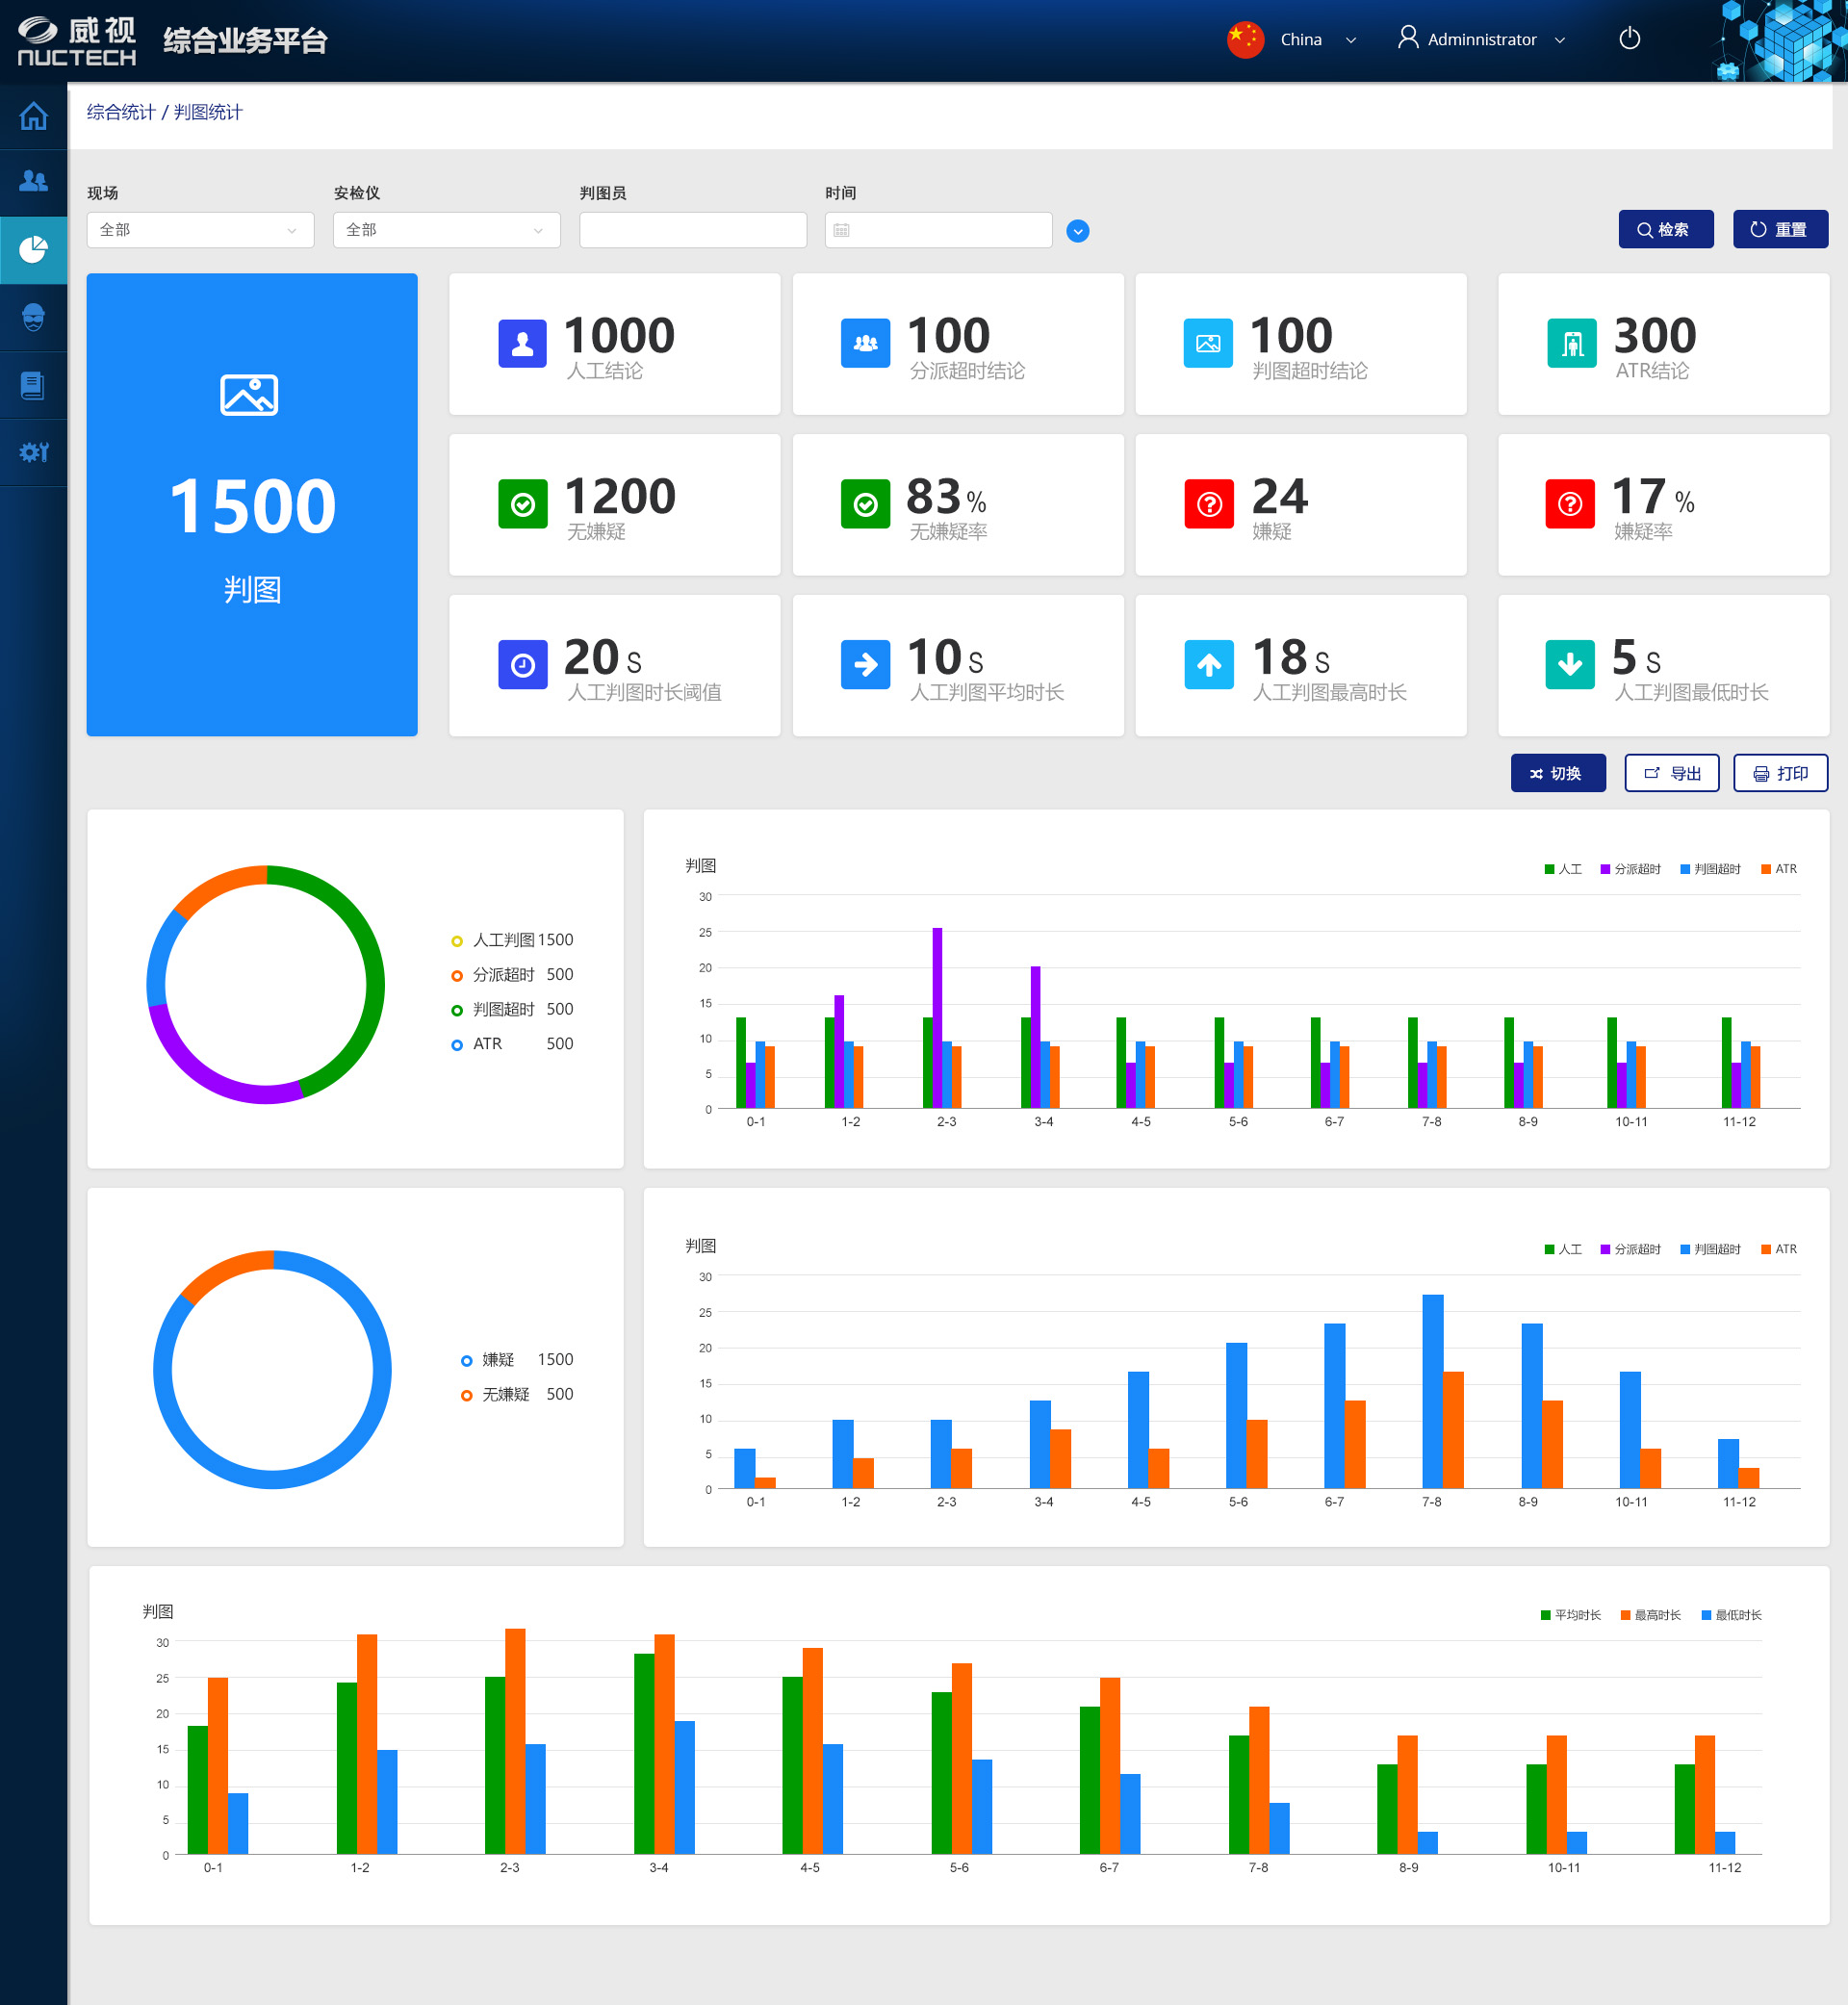 威视
NUCTECH
综合业务平台
China
Adminnistrator
综合统计 / 判图统计
现场
安检仪
判图员
时间
全部
全部
检索
重置
1500
判图
1000
人工结论
100
分派超时结论
100
判图超时结论
300
ATR结论
1200
无嫌疑
83 %
无嫌疑率
24
嫌疑
17 %
嫌疑率
20 S
人工判图时长阈值
10 S
人工判图平均时长
18 S
人工判图最高时长
5 S
人工判图最低时长
切换
导出
打印
人工判图 1500
分派超时 500
判图超时 500
ATR 500
判图
人工 分派超时 判图超时 ATR
30
25
20
15
10
5
0
0-1 1-2 2-3 3-4 4-5 5-6 6-7 7-8 8-9 10-11 11-12
嫌疑 1500
无嫌疑 500
判图
人工 分派超时 判图超时 ATR
30
25
20
15
10
5
0
0-1 1-2 2-3 3-4 4-5 5-6 6-7 7-8 8-9 10-11 11-12
判图
平均时长 最高时长 最低时长
30
25
20
15
10
5
0
0-1 1-2 2-3 3-4 4-5 5-6 6-7 7-8 8-9 10-11 11-12